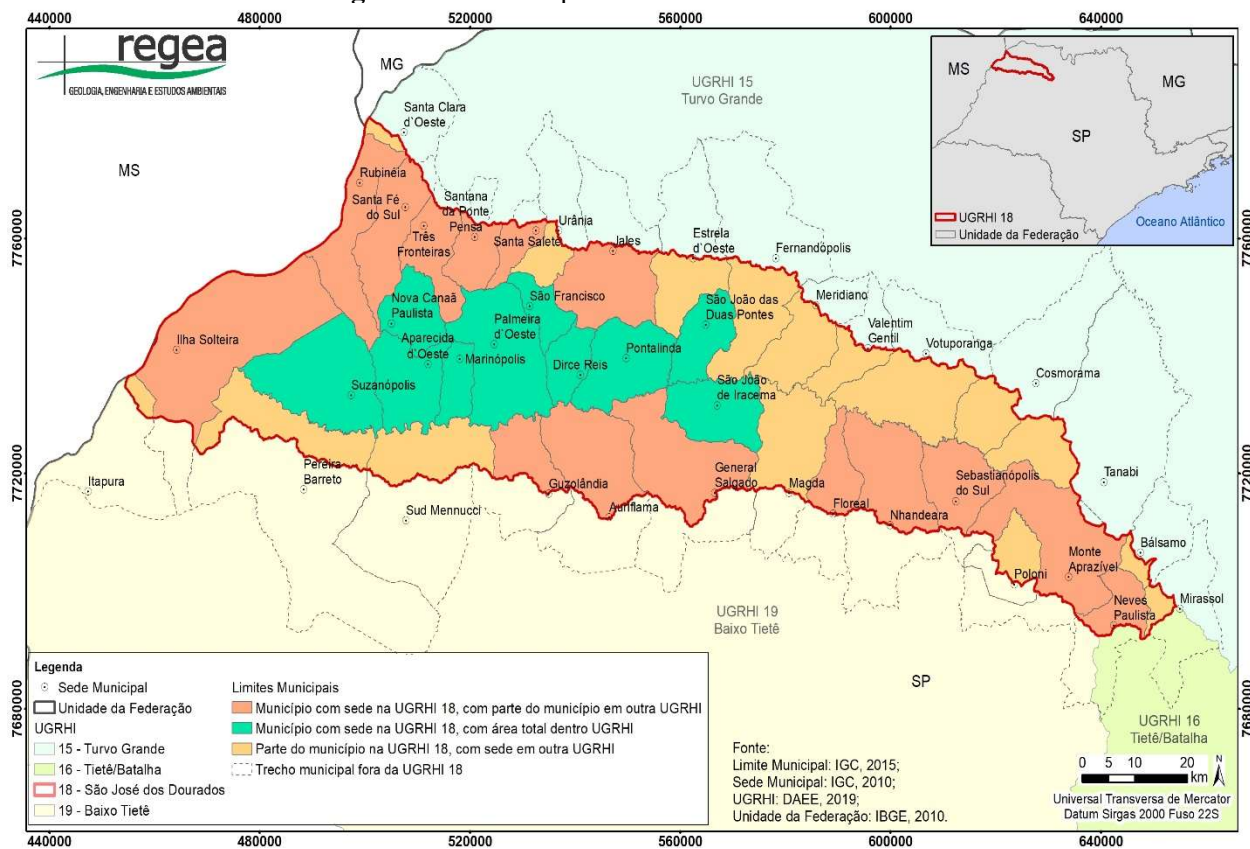 440000 480000 520000 560000 600000 640000
regea
GEOLOGIA, ENGENHARIA E ESTUDOS AMBIENTAIS
MG
MS
UGRHI 15
Turvo Grande
Santa Clara
d`Oeste
Rubinéia
Santa Fé
do Sul
Três
Fronteiras
Santana
da Ponte
Pensa
Santa Salete
Urânia
Jales
Estrela
d`Oeste
Fernandópolis
Meridiano
Valentim
Gentil
Votuporanga
Cosmorama
Tanabi
Nova Canaã
Paulista
São Francisco
São João das
Duas Pontes
Ilha Solteira
Aparecida
d`Oeste
Palmeira
d`Oeste
Marinópolis
Dirce Reis
Pontalinda
Suzanópolis
São João
de Iracema
Itapura
Pereira
Barreto
Sud Mennucci
Guzolândia
Auriflama
General
Salgado
Magda
Floreal
Nhandeara
Sebastianópolis
do Sul
Poloni
Monte
Aprazível
Neves
Paulista
Bálsamo
Mirassol
UGRHI 19
Baixo Tietê
SP
UGRHI 16
Tietê/Batalha
MS
MG
SP
Oceano Atlântico
UGRHI 18
Unidade da Federação
7760000
7720000
7680000
7760000
7720000
7680000
Legenda
Sede Municipal
Unidade da Federação
UGRHI
15 - Turvo Grande
16 - Tietê/Batalha
18 - São José dos Dourados
19 - Baixo Tietê
Limites Municipais
Município com sede na UGRHI 18, com parte do município em outra UGRHI
Município com sede na UGRHI 18, com área total dentro UGRHI
Parte do município na UGRHI 18, com sede em outra UGRHI
Trecho municipal fora da UGRHI 18
Fonte:
Limite Municipal: IGC, 2015;
Sede Municipal: IGC, 2010;
UGRHI: DAEE, 2019;
Unidade da Federação: IBGE, 2010.
N
0 5 10 20
km
Universal Transversa de Mercator
Datum Sirgas 2000 Fuso 22S
440000 480000 520000 560000 600000 640000